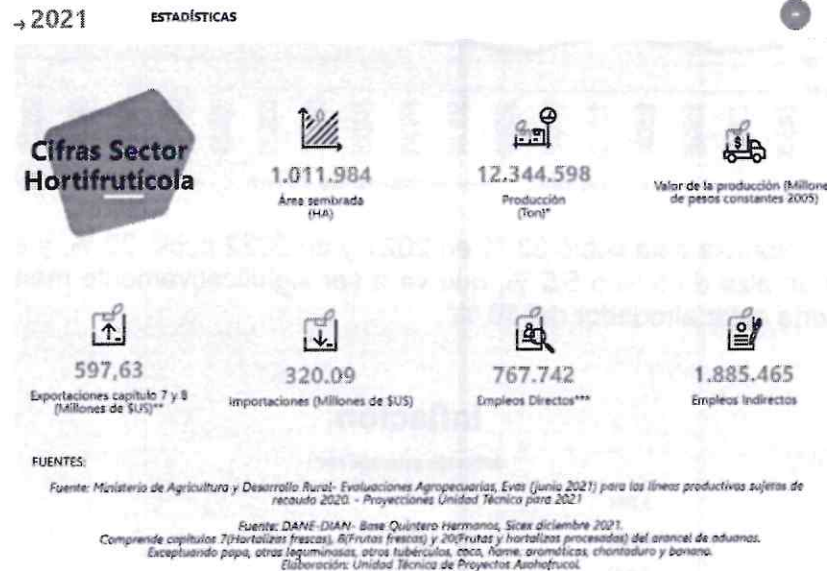 → 2021
ESTADÍSTICAS
Cifras Sector
Hortifrutícola
1.011.984
Área sembrada
(HA)
12.344.598
Producción
(Ton)*
Valor de la producción (Millone
de pesos constantes 2005)
597,63
Exportaciones capítulo 7 y 8
(Millones de $US)**
320.09
Importaciones (Millones de $US)
767.742
Empleos Directos***
1.885.465
Empleos Indirectos
FUENTES:
Fuente: Ministerio de Agricultura y Desarrollo Rural- Evaluaciones Agropecuarias, Evas (junio 2021) para las líneas productivas sujetas de
recaudo 2020. - Proyecciones Unidad Técnica para 2021
Fuente: DANE-DIAN- Base Quintero Hermanos, Sicex diciembre 2021.
Comprende capítulos 7(Hortalizas frescas), 8(Frutas frescas) y 20(Frutas y hortalizas procesadas) del arancel de aduanas.
Exceptuando papa, otras leguminosas, otros tubérculos, coca, ñame, aromáticas, chontaduro y banano.
Elaboración: Unidad Técnica de Proyectos Asohofrucol.